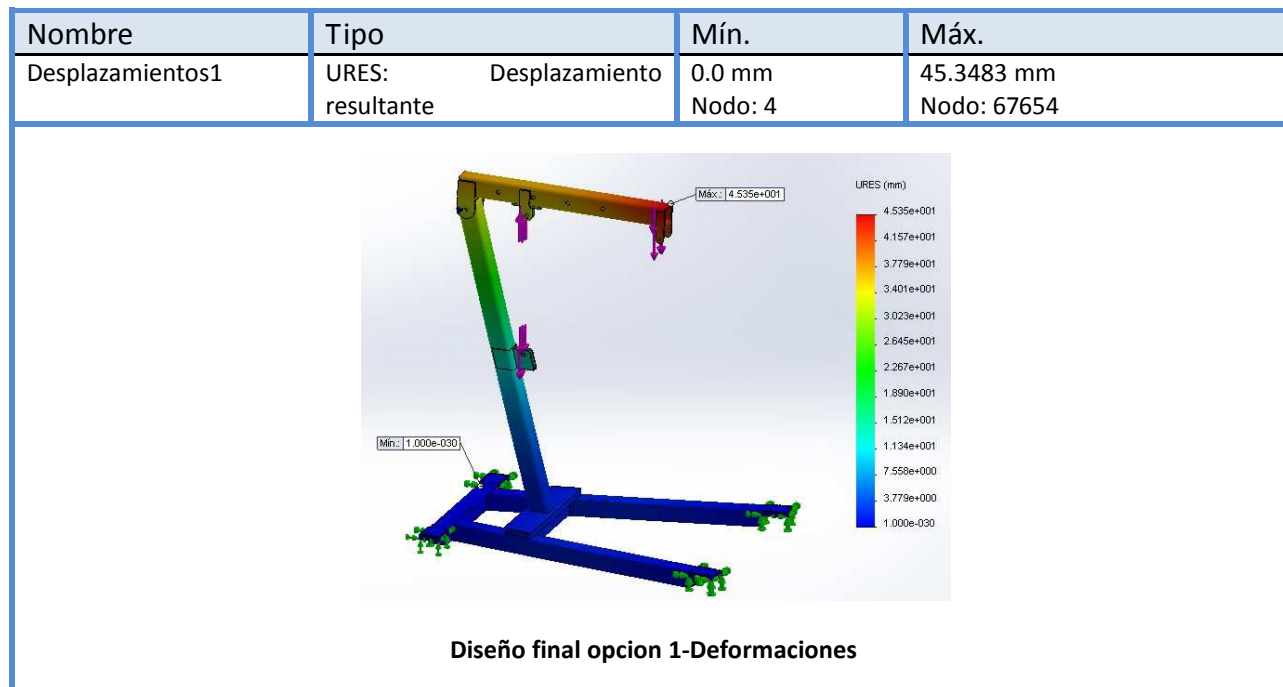 Nombre Tipo Mín. Máx.
Desplazamientos1 URES: Desplazamiento 0.0 mm 45.3483 mm
resultante Nodo: 4 Nodo: 67654
URES (mm)
Máx.: 4.535e+001
4.535e+001
4.157e+001
3.779e+001
3.401e+001
3.023e+001
2.645e+001
2.267e+001
1.890e+001
1.512e+001
1.134e+001
7.558e+000
3.779e+000
1.000e-030
Mín.: 1.000e-030
Diseño final opcion 1-Deformaciones